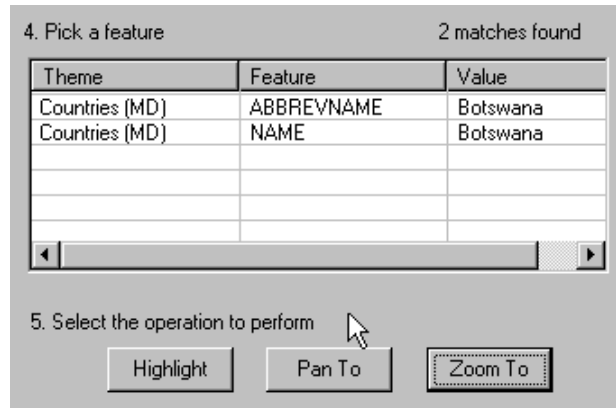 4. Pick a feature 2 matches found
Theme Feature Value
Countries (MD) ABBREVNAME Botswana
Countries (MD) NAME Botswana
5. Select the operation to perform
Highlight Pan To Zoom To